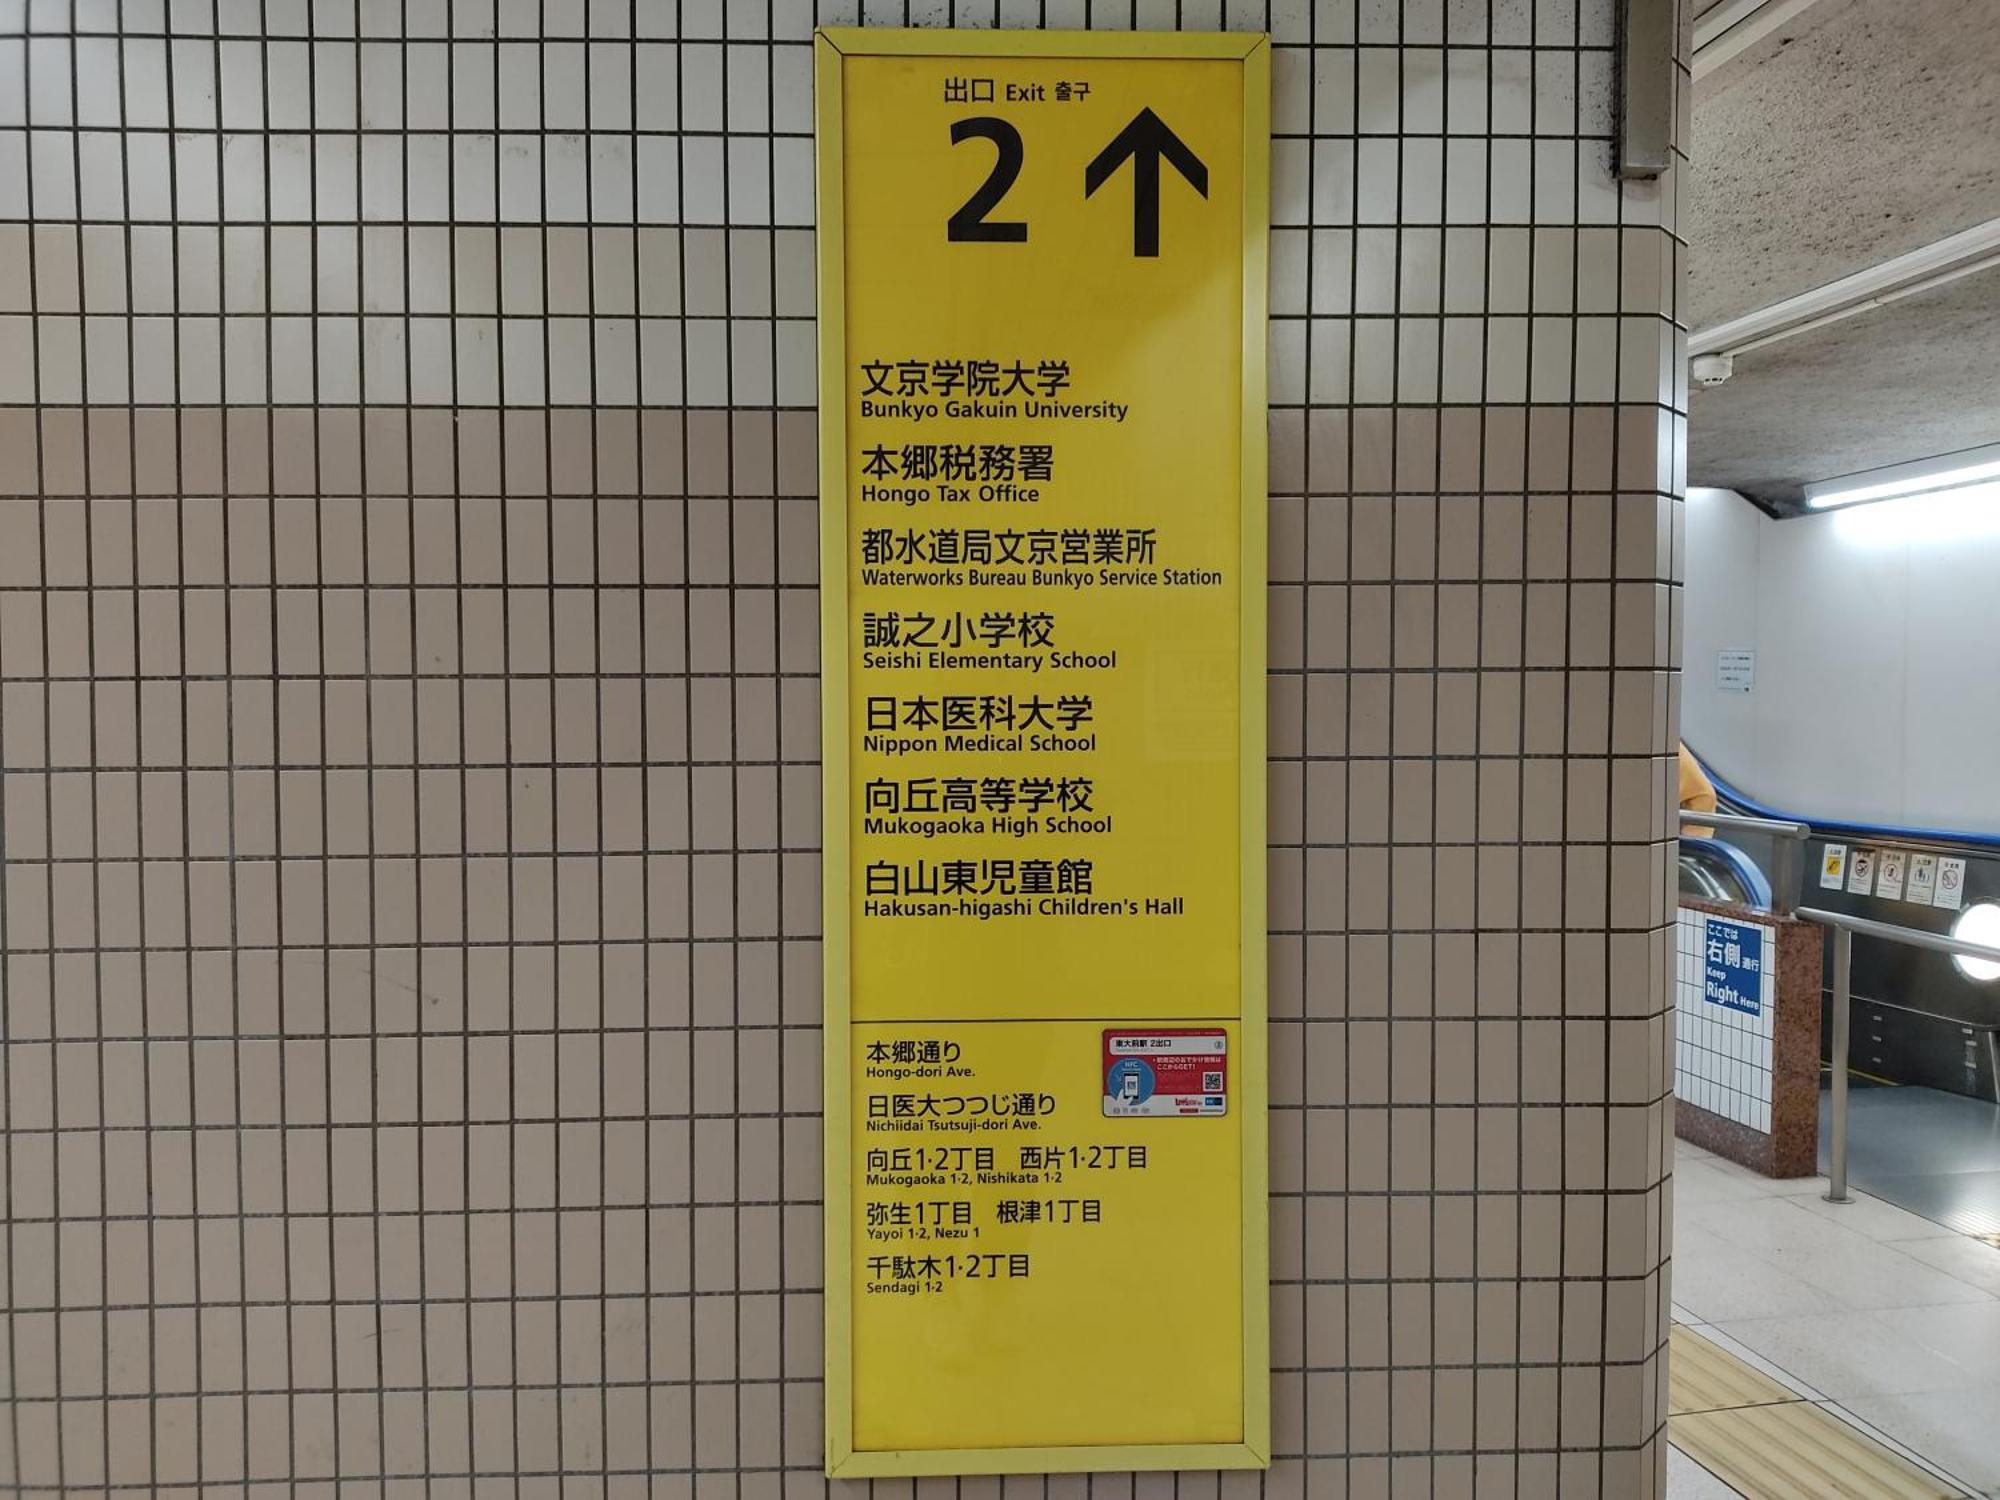 出口 Exit 출구
2
文京学院大学
Bunkyo Gakuin University
本郷税務署
Hongo Tax Office
都水道局文京営業所
Waterworks Bureau Bunkyo Service Station
誠之小学校
Seishi Elementary School
日本医科大学
Nippon Medical School
向丘高等学校
Mukogaoka High School
白山東児童館
Hakusan-higashi Children's Hall
本郷通り
Hongo-dori Ave.
日医大つつじ通り
Nichiidai Tsutsuji-dori Ave.
向丘1·2丁目 西片1·2丁目
Mukogaoka 1·2, Nishikata 1·2
弥生1丁目 根津1丁目
Yayoi 1·2, Nezu 1
千駄木1·2丁目
Sendagi 1·2
東大前駅 2出口
ここからGET!
NFC
ここでは
右側通行
Keep
Right Here